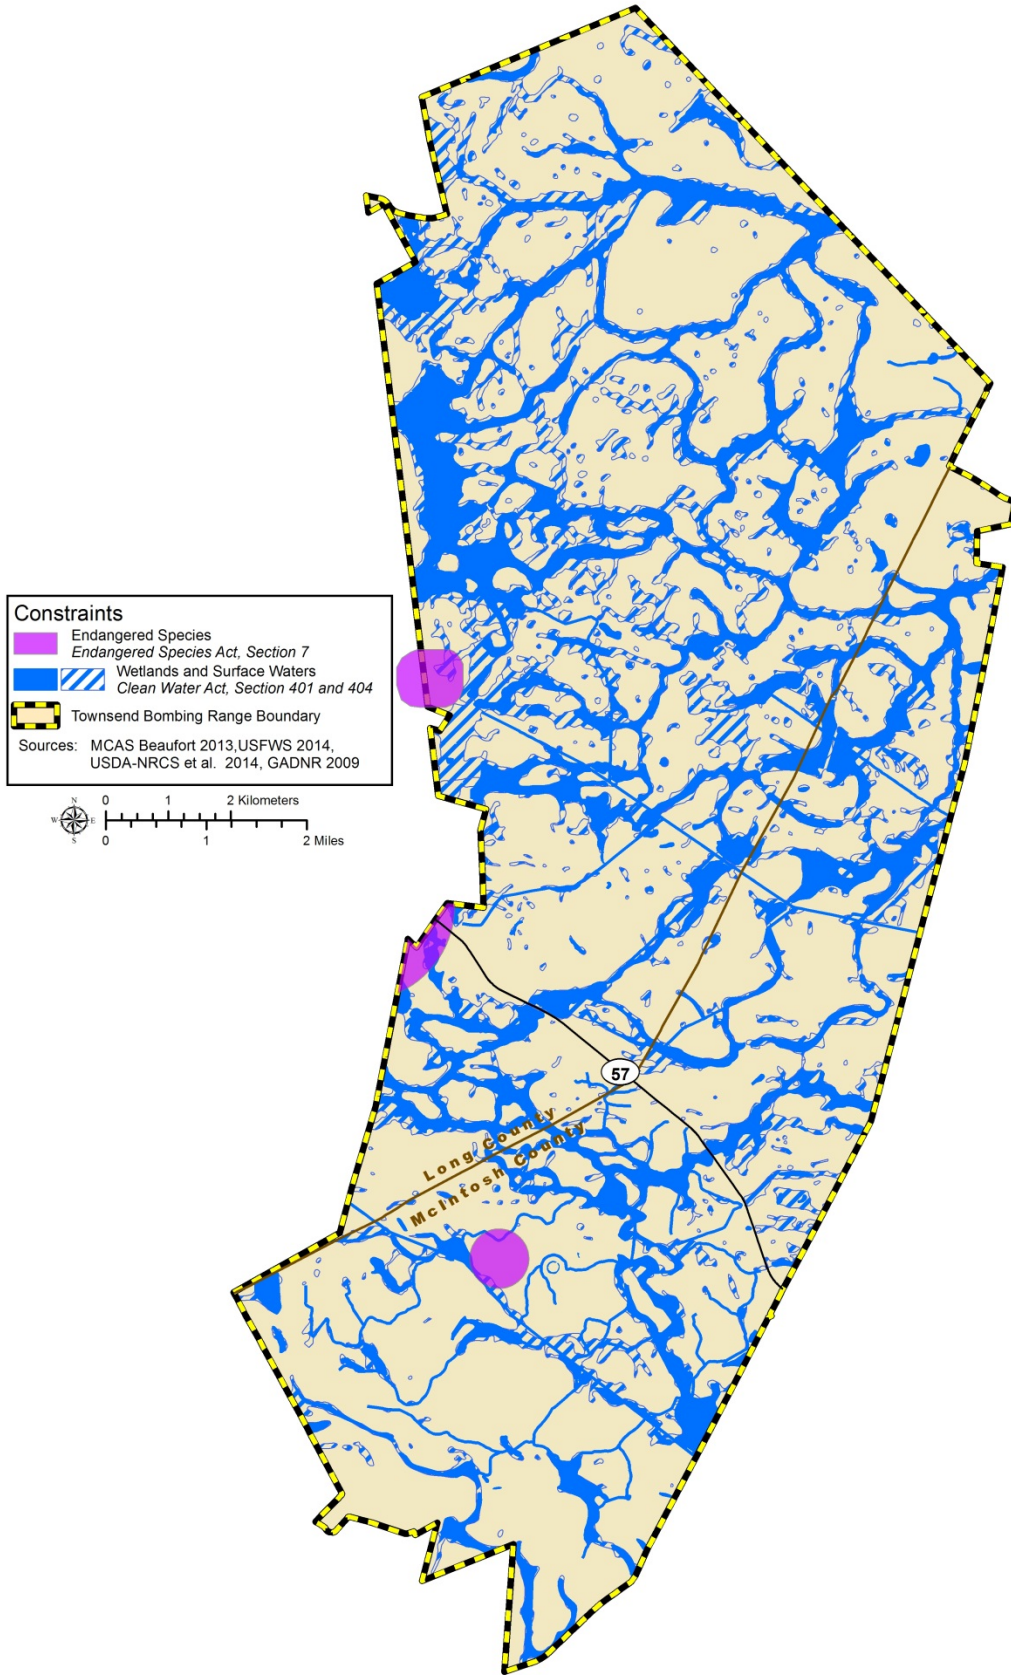 Constraints
Endangered Species
Endangered Species Act, Section 7
Wetlands and Surface Waters
Clean Water Act, Section 401 and 404
Townsend Bombing Range Boundary
Sources: MCAS Beaufort 2013,USFWS 2014,
USDA-NRCS et al. 2014, GADNR 2009
N
W E
S
0 1 2 Kilometers
0 1 2 Miles
57
Long County
McIntosh County